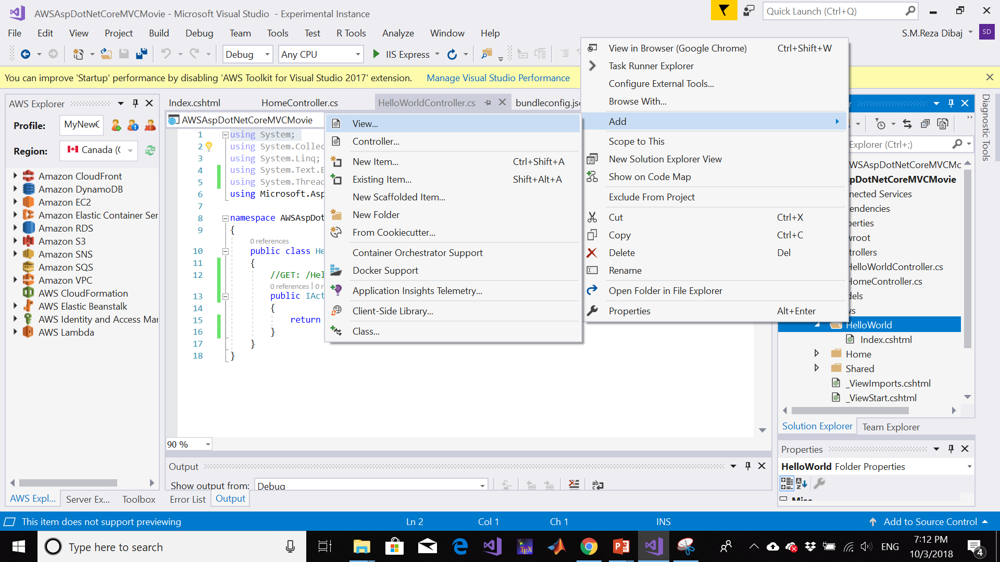 AWSAspDotNetCoreMVCMovie - Microsoft Visual Studio - Experimental Instance
Quick Launch (Ctrl+Q)
File Edit View Project Build Debug Team Tools Test R Tools Analyze Window Help
S.M.Reza Dibaj
SD
Debug
Any CPU
IIS Express
You can improve 'Startup' performance by disabling 'AWS Toolkit for Visual Studio 2017' extension. Manage Visual Studio Performance
AWS Explorer
Profile:
MyNewC
Region:
Canada (C
Amazon CloudFront
Amazon DynamoDB
Amazon EC2
Amazon Elastic Container Ser
Amazon RDS
Amazon S3
Amazon SNS
Amazon SQS
Amazon VPC
AWS CloudFormation
AWS Elastic Beanstalk
AWS Identity and Access Mar
AWS Lambda
AWS Expl...
Server Ex...
Toolbox
Index.cshtml
HomeController.cs
HelloWorldController.cs
bundleconfig.jsc
AWSAspDotNetCoreMVCMovie
1 using System;
2 using System.Collec
3 using System.Linq;
4 using System.Text.E
5 using System.Thread
6 using Microsoft.Asp
7
8 namespace AWSAspDot
9 {
0 references
10 public class He
11 {
12 //GET: /Hel
0 references | 0 r
13 public IAct
14 {
15 return
16 }
17 }
18 }
90 %
View...
Controller...
New Item... Ctrl+Shift+A
Existing Item... Shift+Alt+A
New Scaffolded Item...
New Folder
From Cookiecutter...
Container Orchestrator Support
Docker Support
Application Insights Telemetry...
Client-Side Library...
Class...
View in Browser (Google Chrome) Ctrl+Shift+W
Task Runner Explorer
Configure External Tools...
Browse With...
Add
Scope to This
New Solution Explorer View
Show on Code Map
Exclude From Project
Cut Ctrl+X
Copy Ctrl+C
Delete Del
Rename
Open Folder in File Explorer
Properties Alt+Enter
Diagnostic Tools
Explorer (Ctrl+;)
WSAspDotNetCoreMVCMc
pDotNetCoreMVCMovie
nected Services
endencies
perties
wroot
trollers
HelloWorldController.cs
HomeController.cs
dels
ws
HelloWorld
Index.cshtml
Home
Shared
_ViewImports.cshtml
_ViewStart.cshtml
Solution Explorer
Team Explorer
Properties
HelloWorld Folder Properties
Misc
Output
Show output from: Debug
Error List
Output
This item does not support previewing
Ln 2
Col 1
Ch 1
INS
Add to Source Control
Type here to search
ENG
7:12 PM
10/3/2018
4